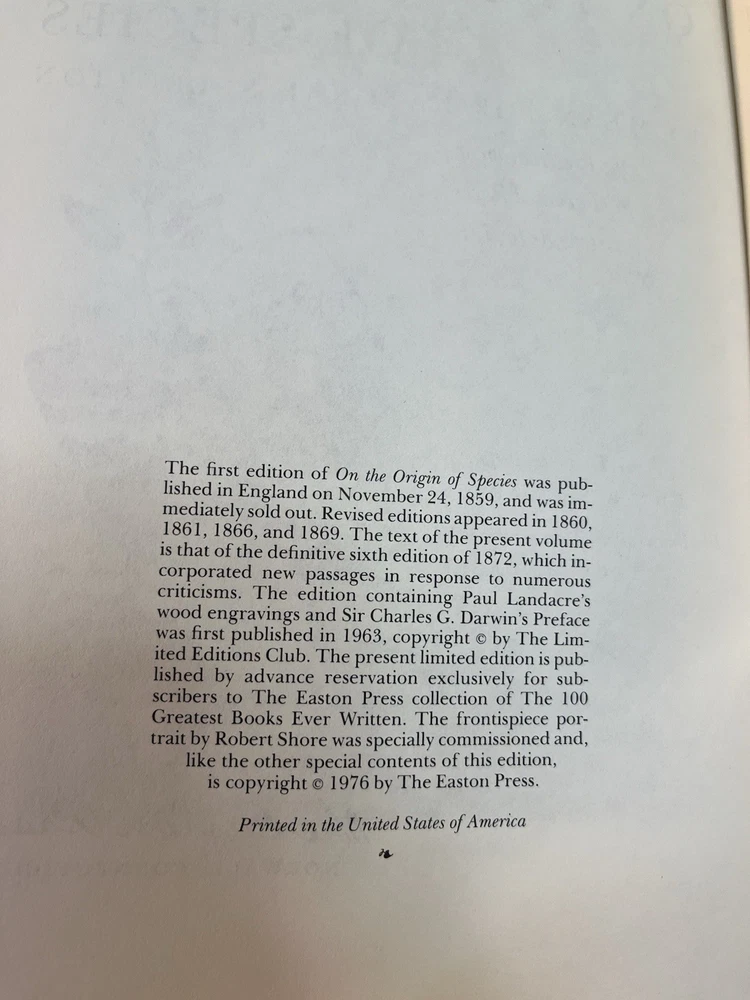 The first edition of On the Origin of Species was pub-
lished in England on November 24, 1859, and was im-
mediately sold out. Revised editions appeared in 1860,
1861, 1866, and 1869. The text of the present volume
is that of the definitive sixth edition of 1872, which in-
corporated new passages in response to numerous
criticisms. The edition containing Paul Landacre's
wood engravings and Sir Charles G. Darwin's Preface
was first published in 1963, copyright © by The Lim-
ited Editions Club. The present limited edition is pub-
lished by advance reservation exclusively for sub-
scribers to The Easton Press collection of The 100
Greatest Books Ever Written. The frontispiece por-
trait by Robert Shore was specially commissioned and,
like the other special contents of this edition,
is copyright © 1976 by The Easton Press.
Printed in the United States of America